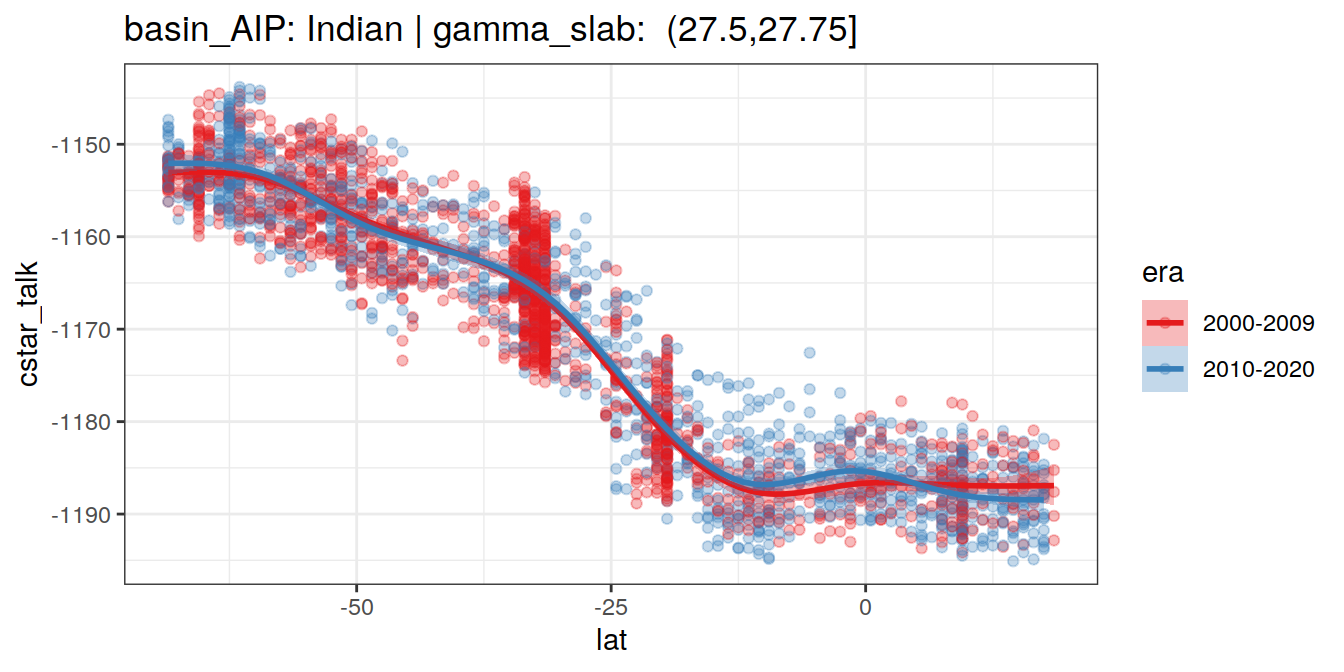 basin_AIP: Indian | gamma_slab:  (27.5,27.75]
cstar_talk
-1150
-1160
-1170
-1180
-1190
-50
-25
0
lat
era
2000-2009
2010-2020